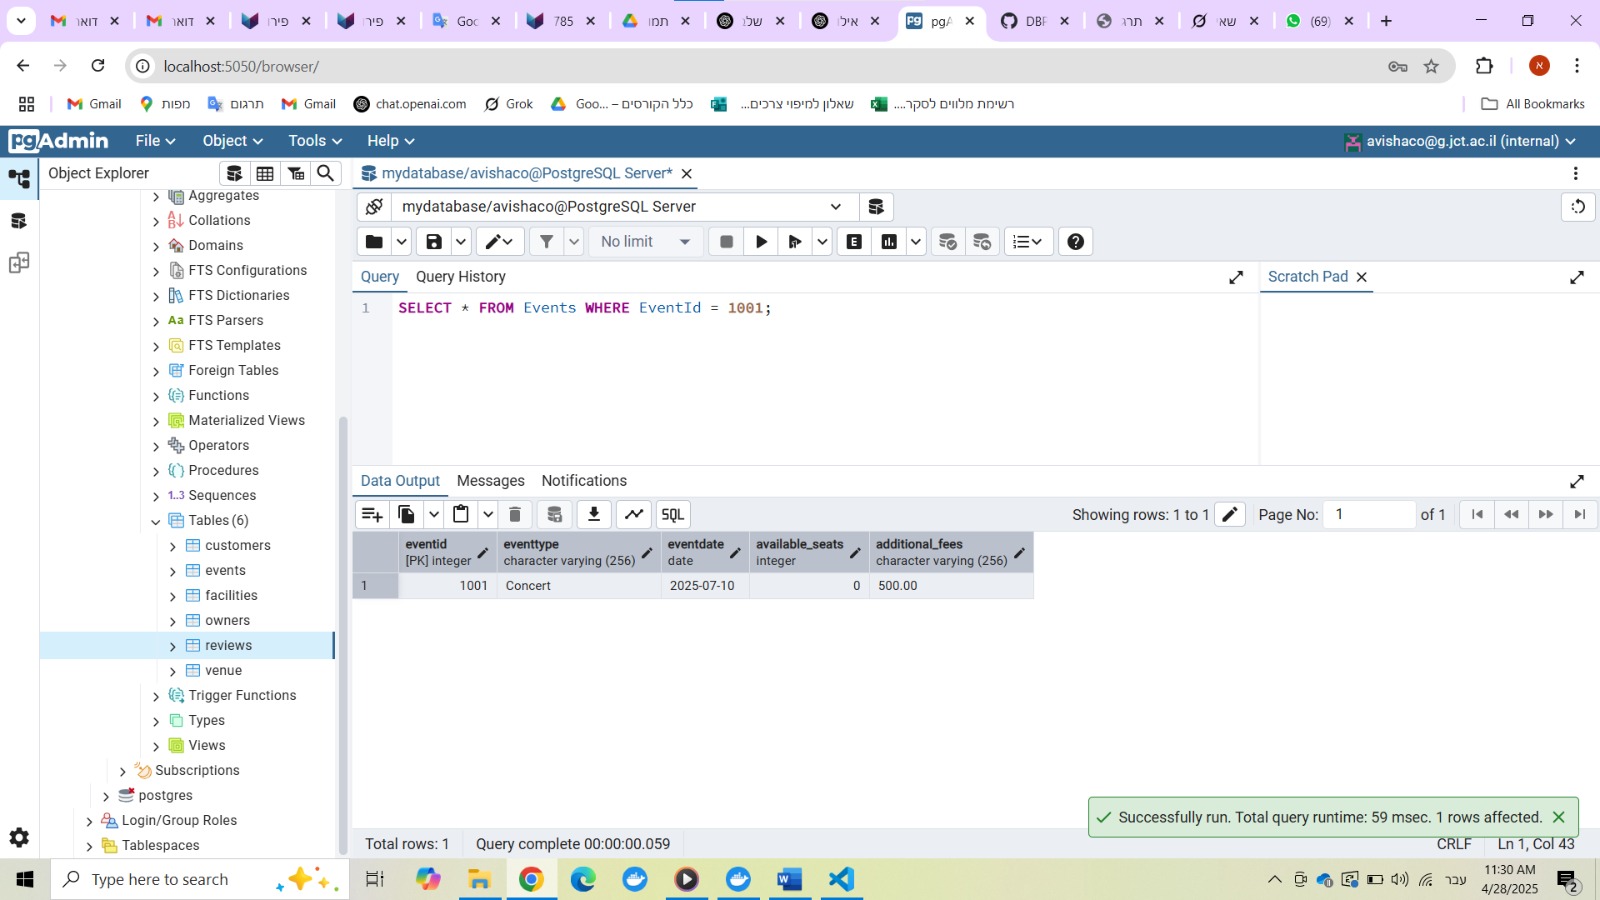 דואר
דואר
פירו
פיר
Goc
785
תמו
שלי
אילו
pgA
DBP
תרג
שא
(69)
localhost:5050/browser/
Gmail
מפות
תרגום
Gmail
chat.openai.com
Grok
כלל הקורסים – Goo...
שאלון למיפוי צרכים...
רשימת מלווים לסקר....
All Bookmarks
pgAdmin
File
Object
Tools
Help
avishaco@g.jct.ac.il (internal)
Object Explorer
mydatabase/avishaco@PostgreSQL Server*
Aggregates
Collations
Domains
FTS Configurations
FTS Dictionaries
FTS Parsers
FTS Templates
Foreign Tables
Functions
Materialized Views
Operators
Procedures
1..3 Sequences
Tables (6)
customers
events
facilities
owners
reviews
venue
Trigger Functions
Types
Views
Subscriptions
postgres
Login/Group Roles
Tablespaces
mydatabase/avishaco@PostgreSQL Server
No limit
Query
Query History
Scratch Pad
1 SELECT * FROM Events WHERE EventId = 1001;
Data Output
Messages
Notifications
SQL
Showing rows: 1 to 1
Page No: 1 of 1
eventid
[PK] integer
eventtype
character varying (256)
eventdate
date
available_seats
integer
additional_fees
character varying (256)
1 1001 Concert 2025-07-10 0 500.00
Successfully run. Total query runtime: 59 msec. 1 rows affected.
Total rows: 1
Query complete 00:00:00.059
CRLF
Ln 1, Col 43
Type here to search
עבר
11:30 AM
4/28/2025
2